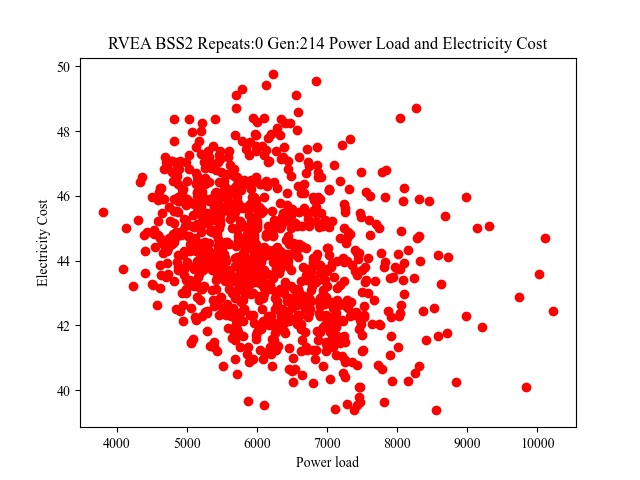 RVEA BSS2 Repeats:0 Gen:214 Power Load and Electricity Cost
50
48
46
44
42
40
Electricity Cost
4000 5000 6000 7000 8000 9000 10000
Power load